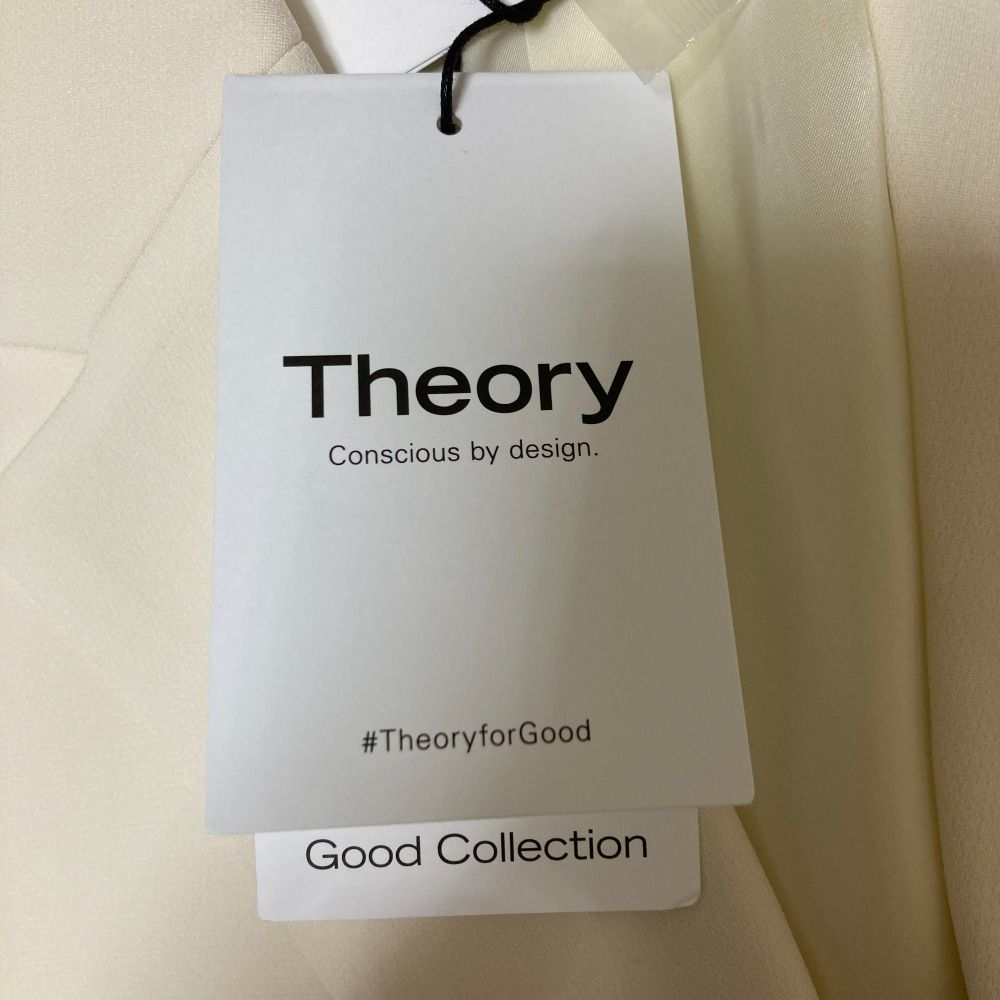 Theory
Conscious by design.
#TheoryforGood
Good Collection